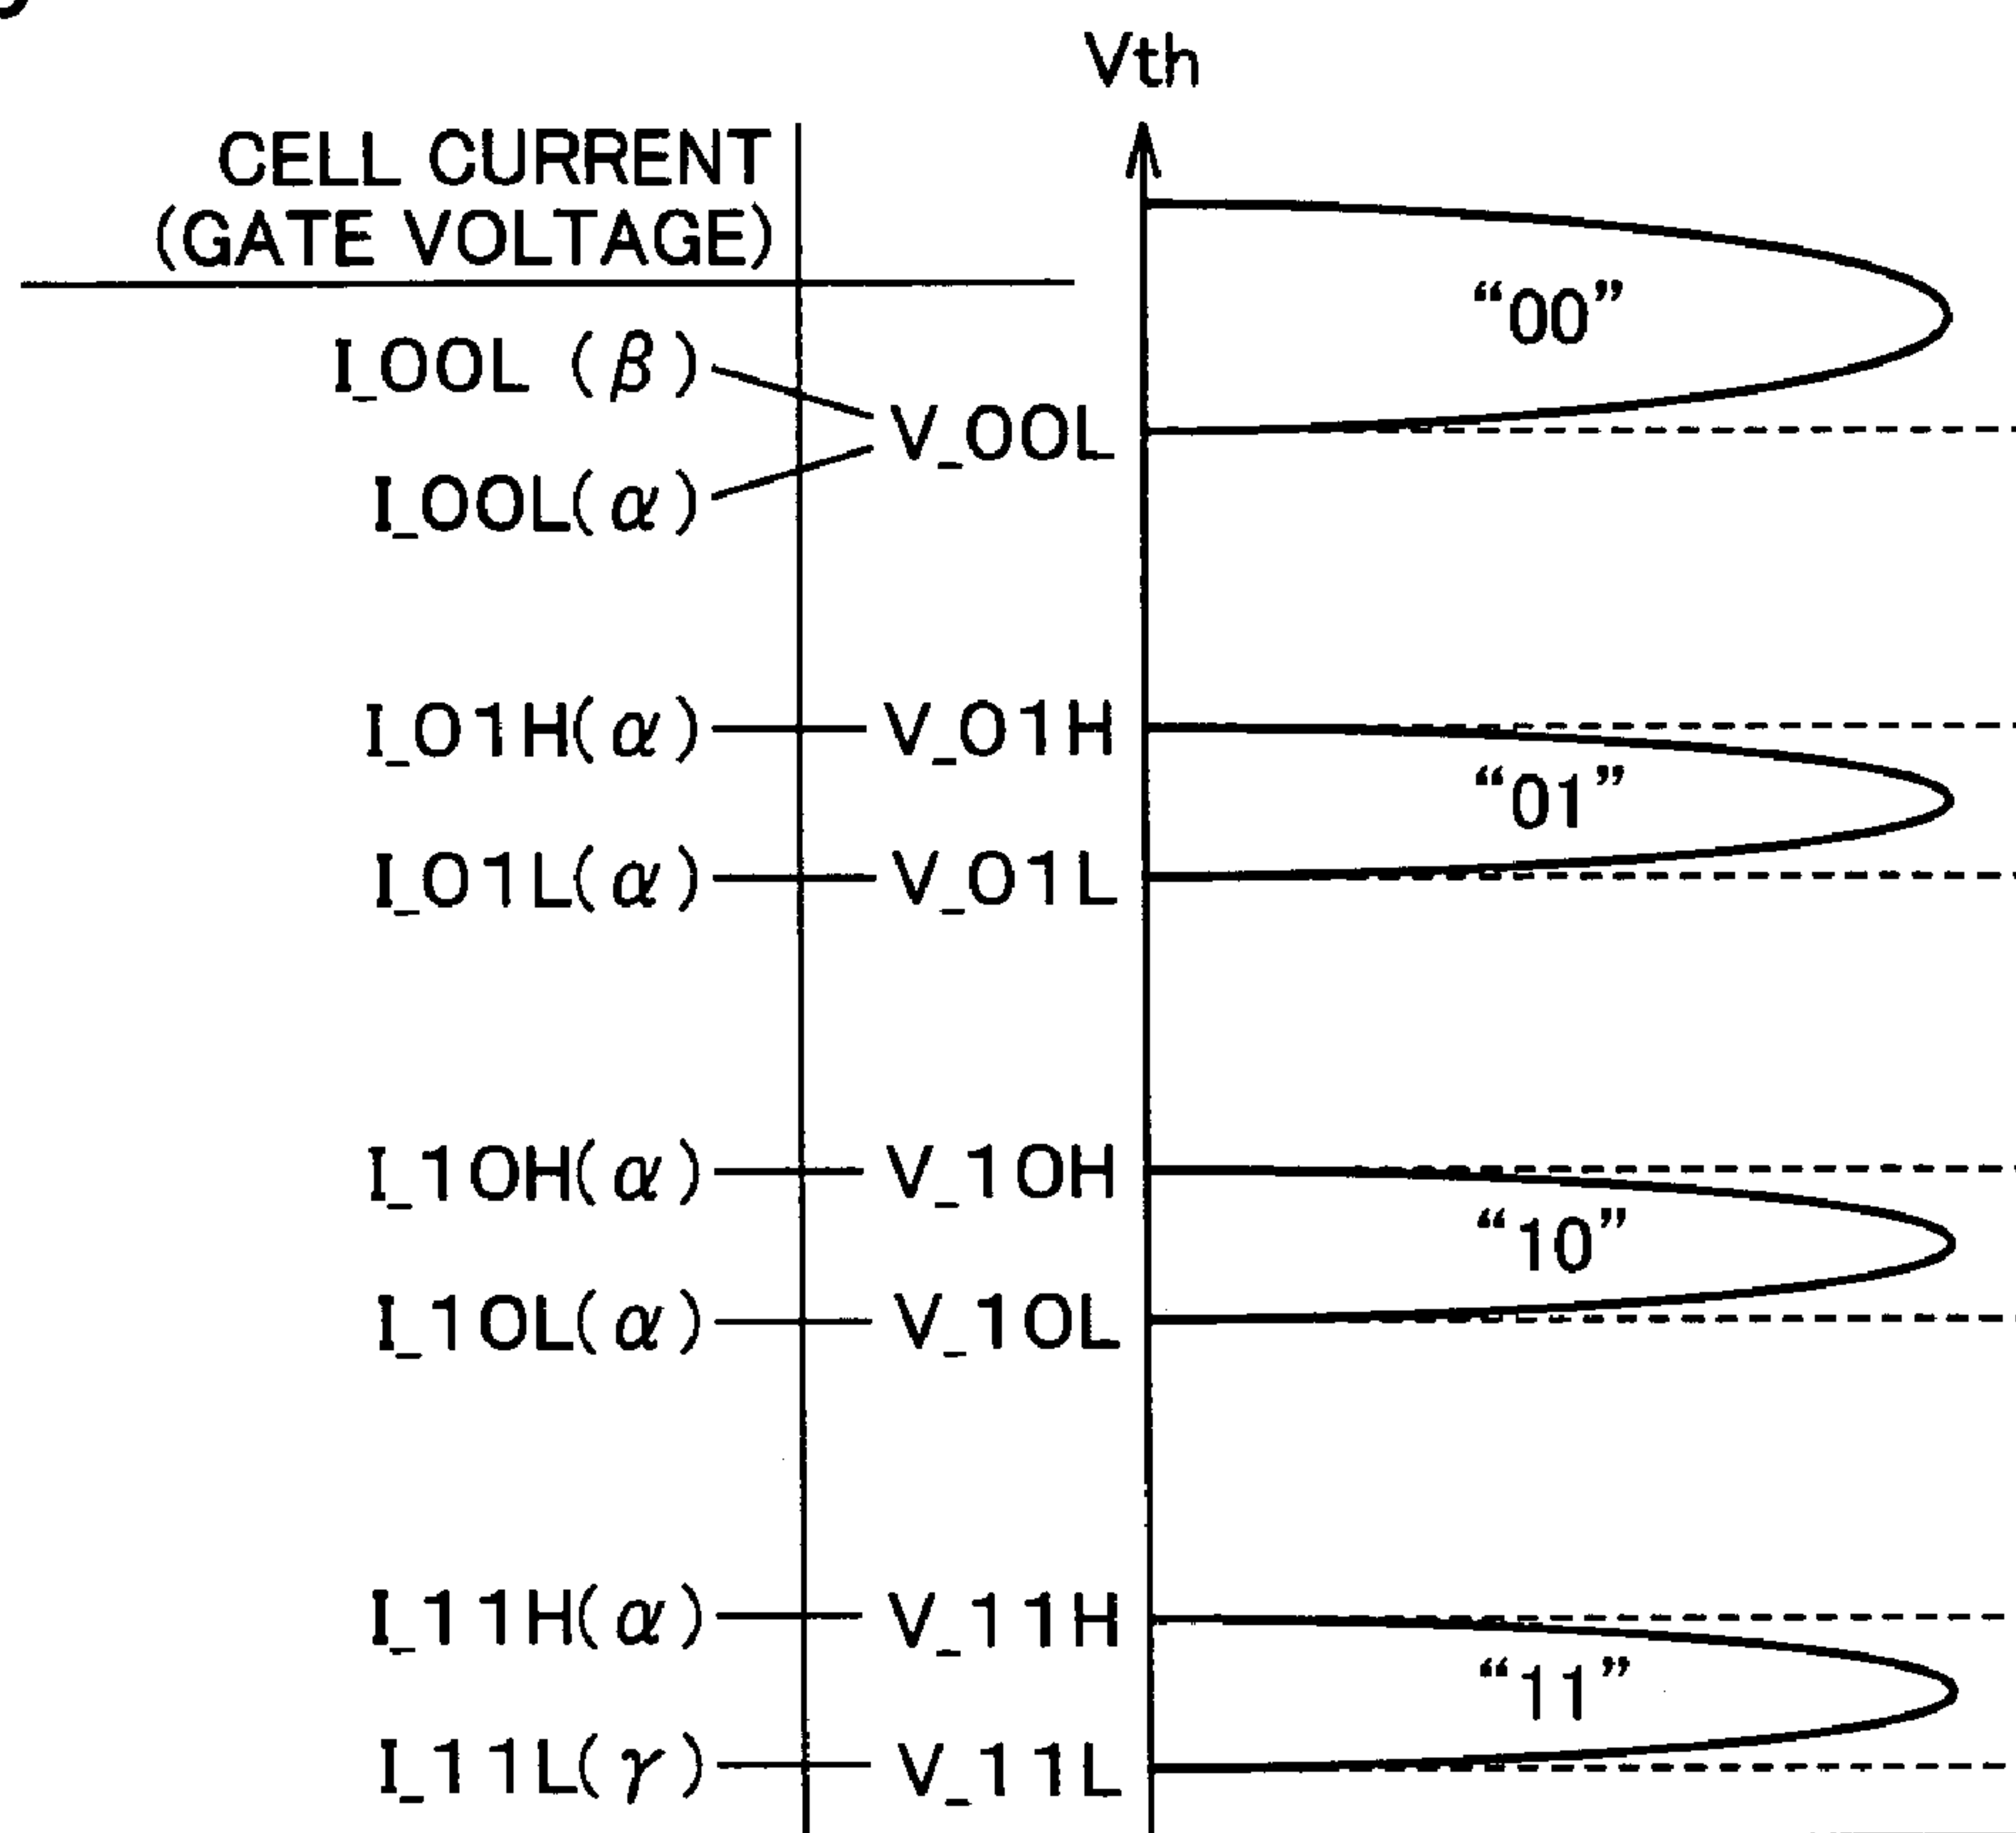 Vth
CELL CURRENT
(GATE VOLTAGE)
"00"
I_00L (β)
V_00L
I_00L(α)
I_01H(α) V_01H
"01"
I_01L(α) V_01L
I_10H(α) V_10H
"10"
I_10L(α) V_10L
I_11H(α) V_11H
"11"
I_11L(γ) V_11L